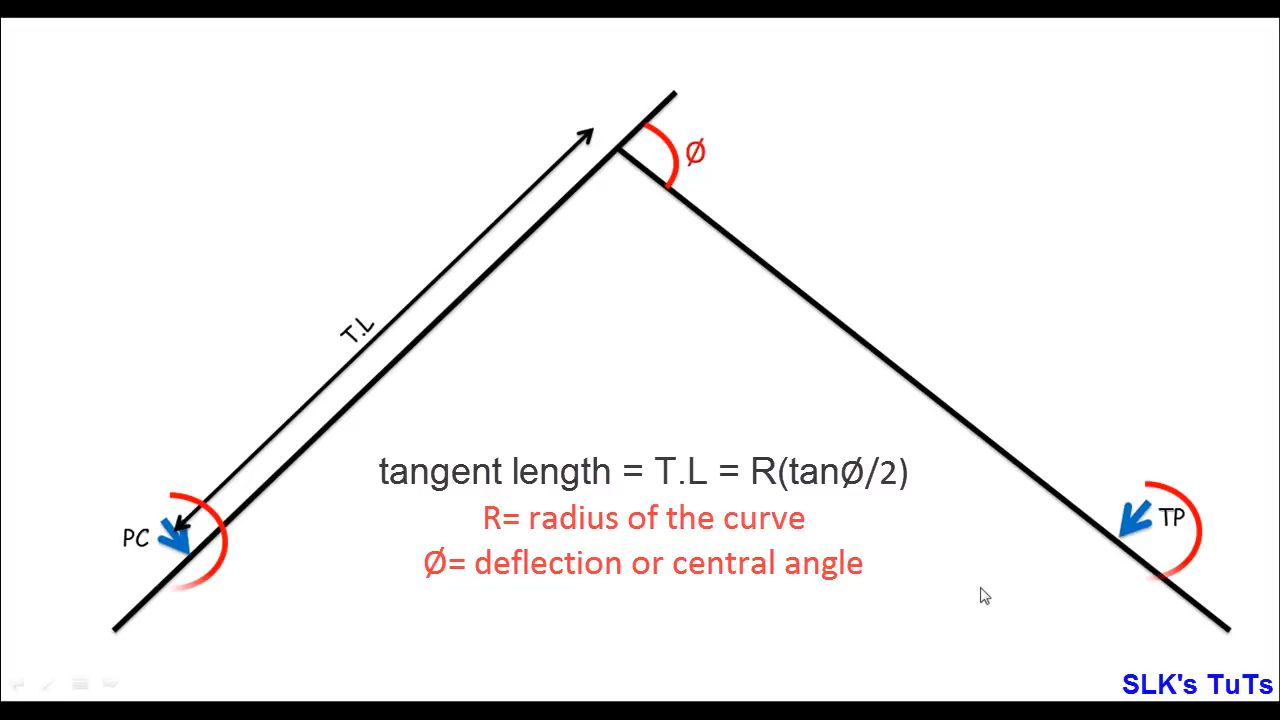 Ø
T.L
tangent length = T.L = R(tanØ/2)
R= radius of the curve
PC
TP
Ø= deflection or central angle
SLK's TuTs